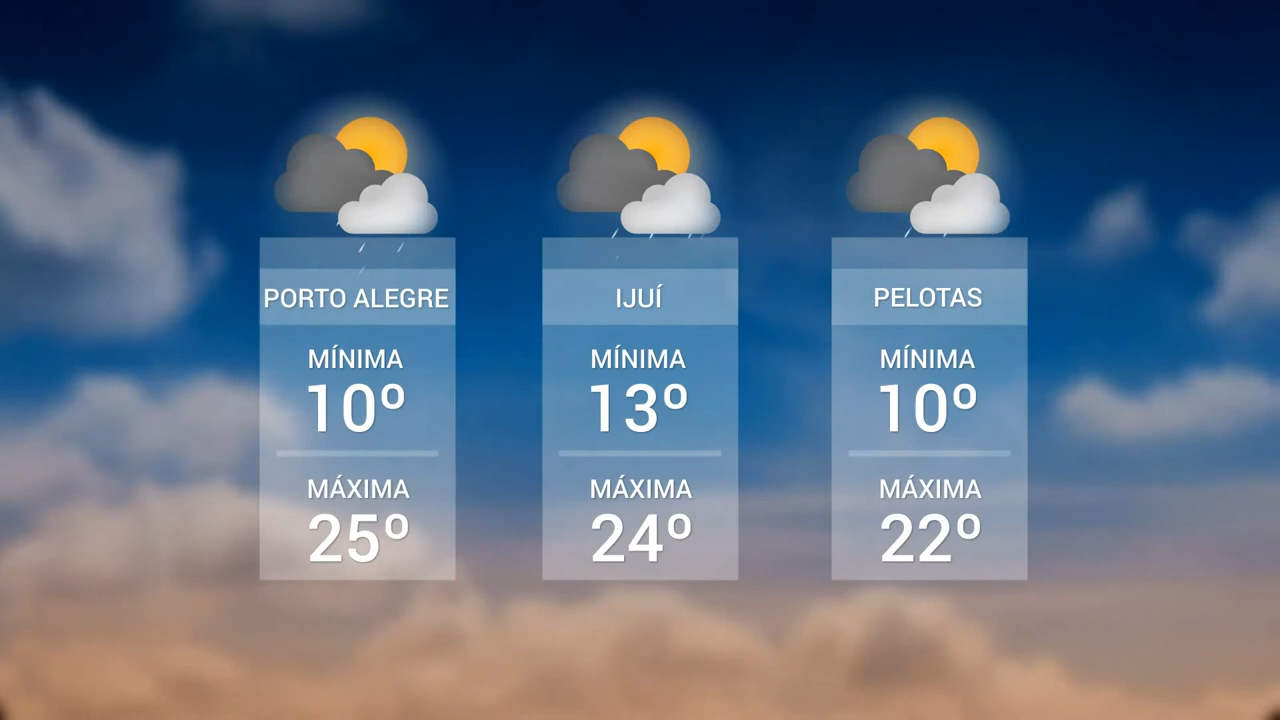 PORTO ALEGRE
MÍNIMA
10º
MÁXIMA
25º
IJUÍ
MÍNIMA
13º
MÁXIMA
24º
PELOTAS
MÍNIMA
10º
MÁXIMA
22º